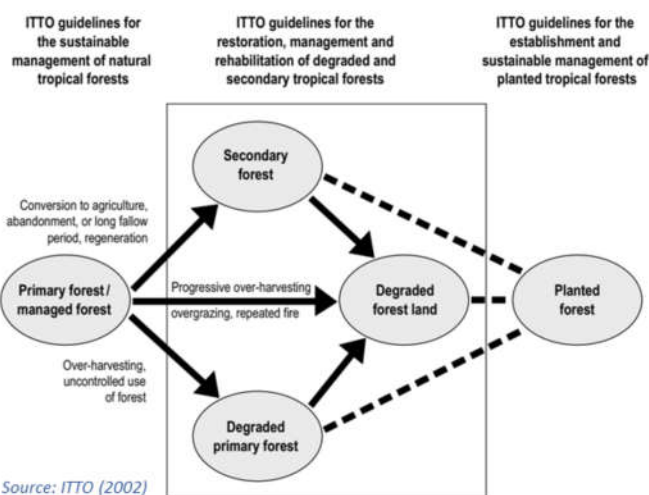 ITTO guidelines for
the sustainable
management of natural
tropical forests
ITTO guidelines for the
restoration, management and
rehabilitation of degraded and
secondary tropical forests
ITTO guidelines for the
establishment and
sustainable management of
planted tropical forests
Secondary
forest
Conversion to agriculture,
abandonment, or long fallow
period, regeneration
Primary forest/
managed forest
Progressive over-harvesting
overgrazing, repeated fire
Degraded
forest land
Planted
forest
Over-harvesting,
uncontrolled use
of forest
Degraded
primary forest
Source: ITTO (2002)